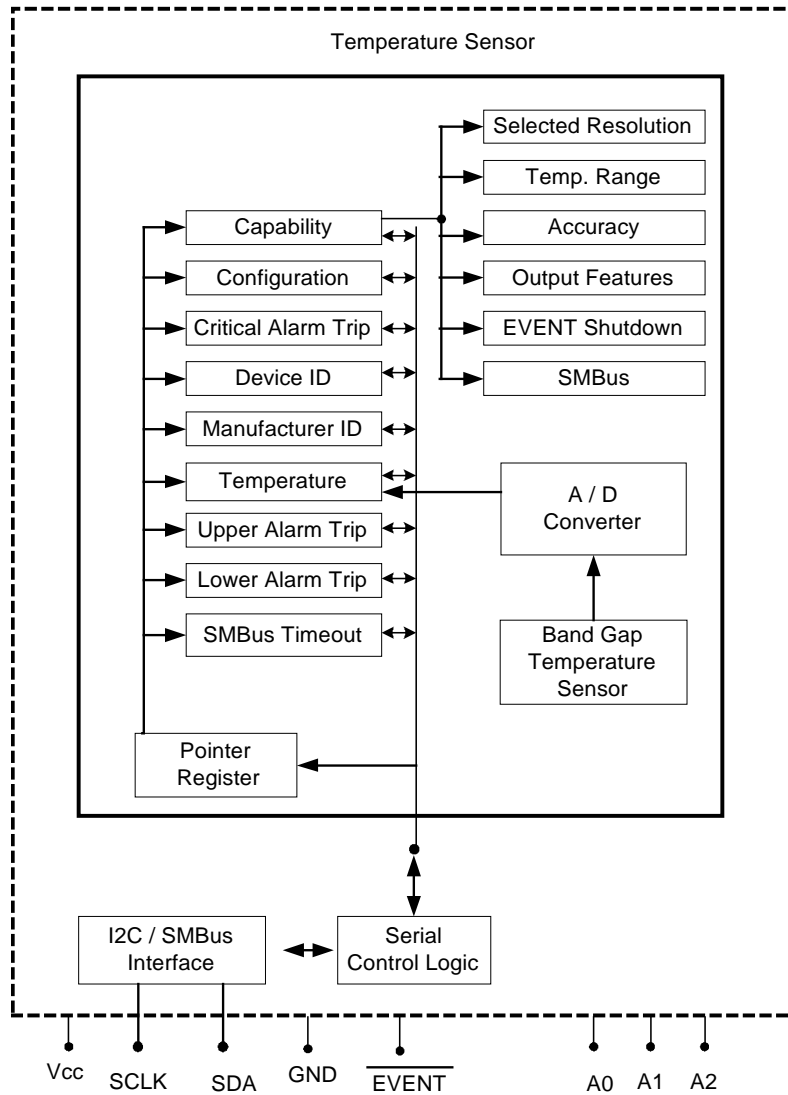 Temperature Sensor
Selected Resolution
Temp. Range
Capability
Accuracy
Configuration
Output Features
Critical Alarm Trip
EVENT Shutdown
Device ID
SMBus
Manufacturer ID
Temperature
A / D
Converter
Upper Alarm Trip
Lower Alarm Trip
SMBus Timeout
Band Gap
Temperature
Sensor
Pointer
Register
I2C / SMBus
Interface
Serial
Control Logic
Vcc
SCLK
SDA
GND
EVENT
A0
A1
A2